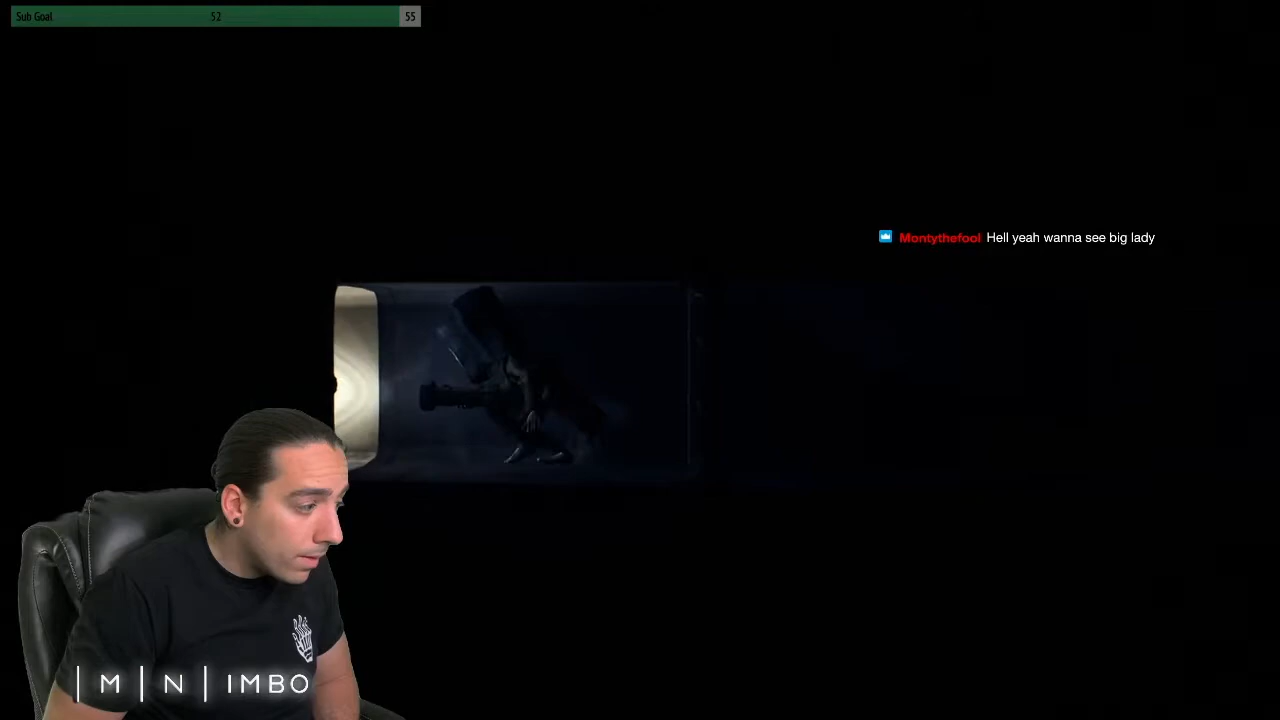 Sub Goal 52 55
Montythefool Hell yeah wanna see big lady
| M | N | IMBO